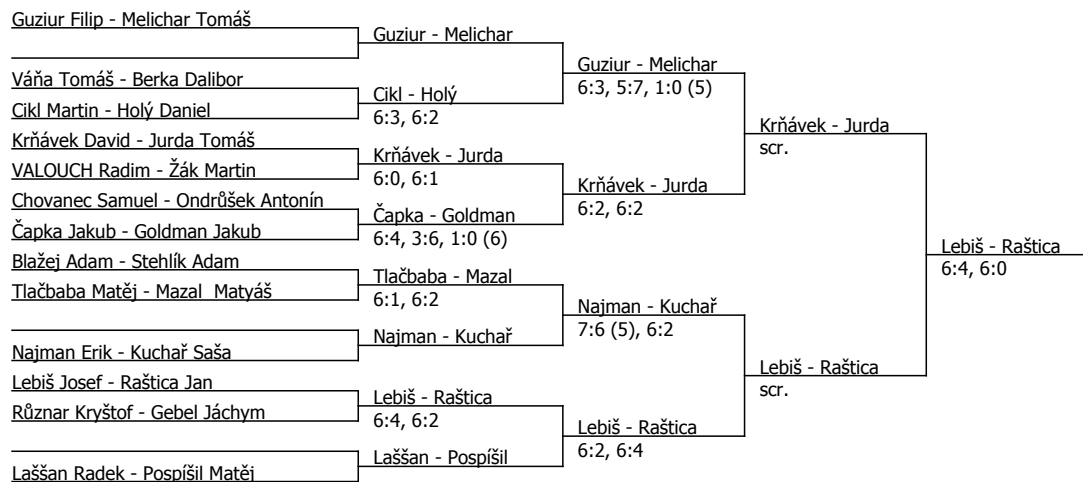 Guziur Filip - Melichar Tomáš
Váňa Tomáš - Berka Dalibor
Cikl Martin - Holý Daniel
Krňávek David - Jurda Tomáš
VALOUCH Radim - Žák Martin
Chovanec Samuel - Ondrůšek Antonín
Čapka Jakub - Goldman Jakub
Blažej Adam - Stehlík Adam
Tlačbaba Matěj - Mazal  Matyáš
Najman Erik - Kuchař Saša
Lebiš Josef - Raštica Jan
Různar Kryštof - Gebel Jáchym
Laššan Radek - Pospíšil Matěj
Guziur - Melichar
Cikl - Holý
6:3, 6:2
Krňávek - Jurda
6:0, 6:1
Čapka - Goldman
6:4, 3:6, 1:0 (6)
Tlačbaba - Mazal
6:1, 6:2
Najman - Kuchař
Lebiš - Raštica
6:4, 6:2
Laššan - Pospíšil
Guziur - Melichar
6:3, 5:7, 1:0 (5)
Krňávek - Jurda
6:2, 6:2
Najman - Kuchař
7:6 (5), 6:2
Lebiš - Raštica
6:2, 6:4
Krňávek - Jurda
scr.
Lebiš - Raštica
scr.
Lebiš - Raštica
6:4, 6:0